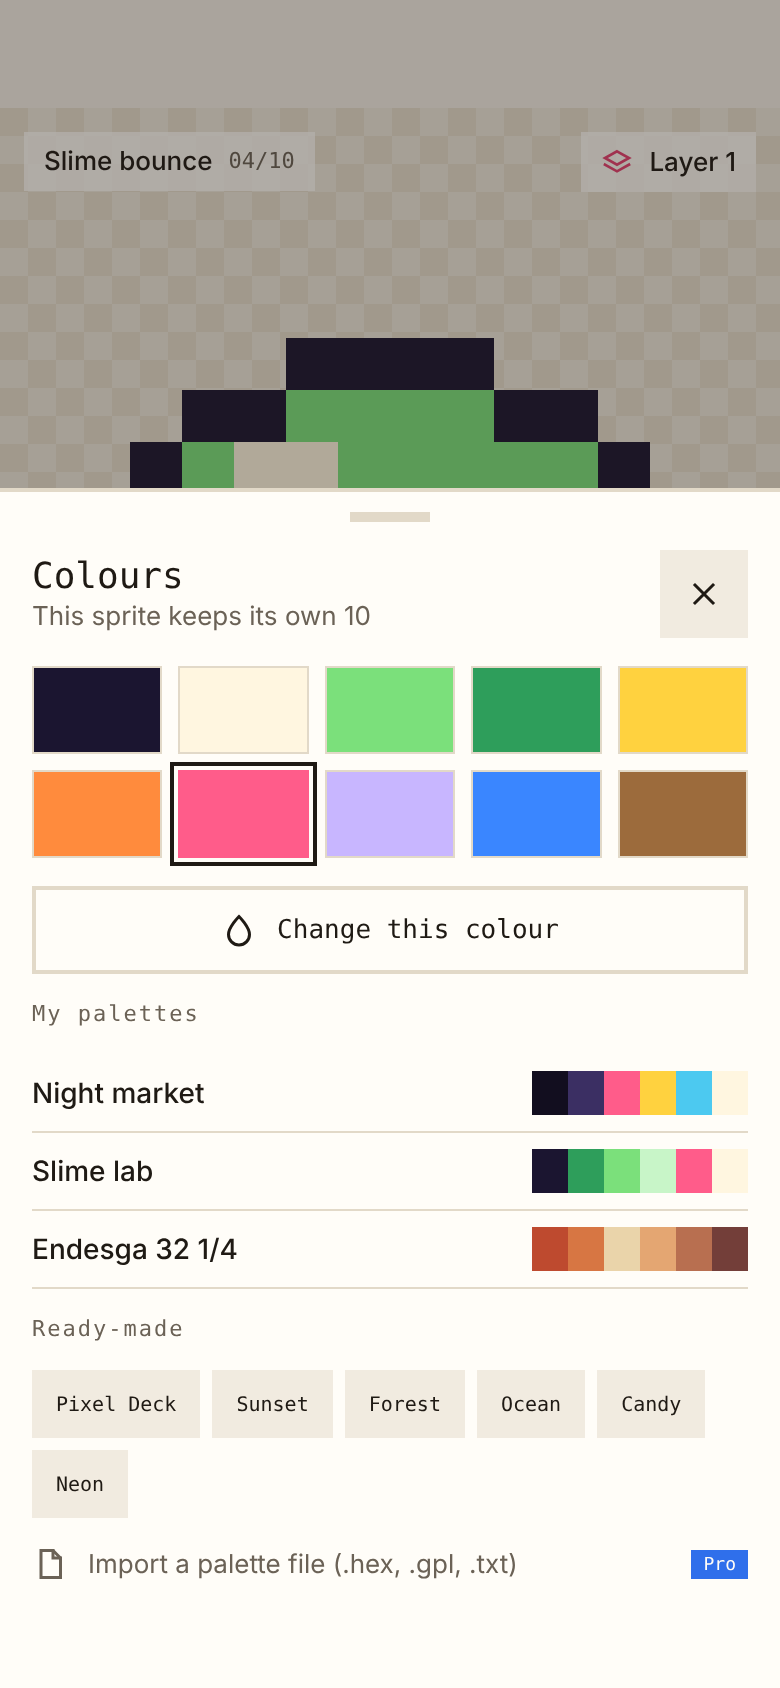 Slime bounce 04/10
Layer 1
Colours
This sprite keeps its own 10
Change this colour
My palettes
Night market
Slime lab
Endesga 32 1/4
Ready-made
Pixel Deck Sunset Forest Ocean Candy
Neon
Import a palette file (.hex, .gpl, .txt) Pro